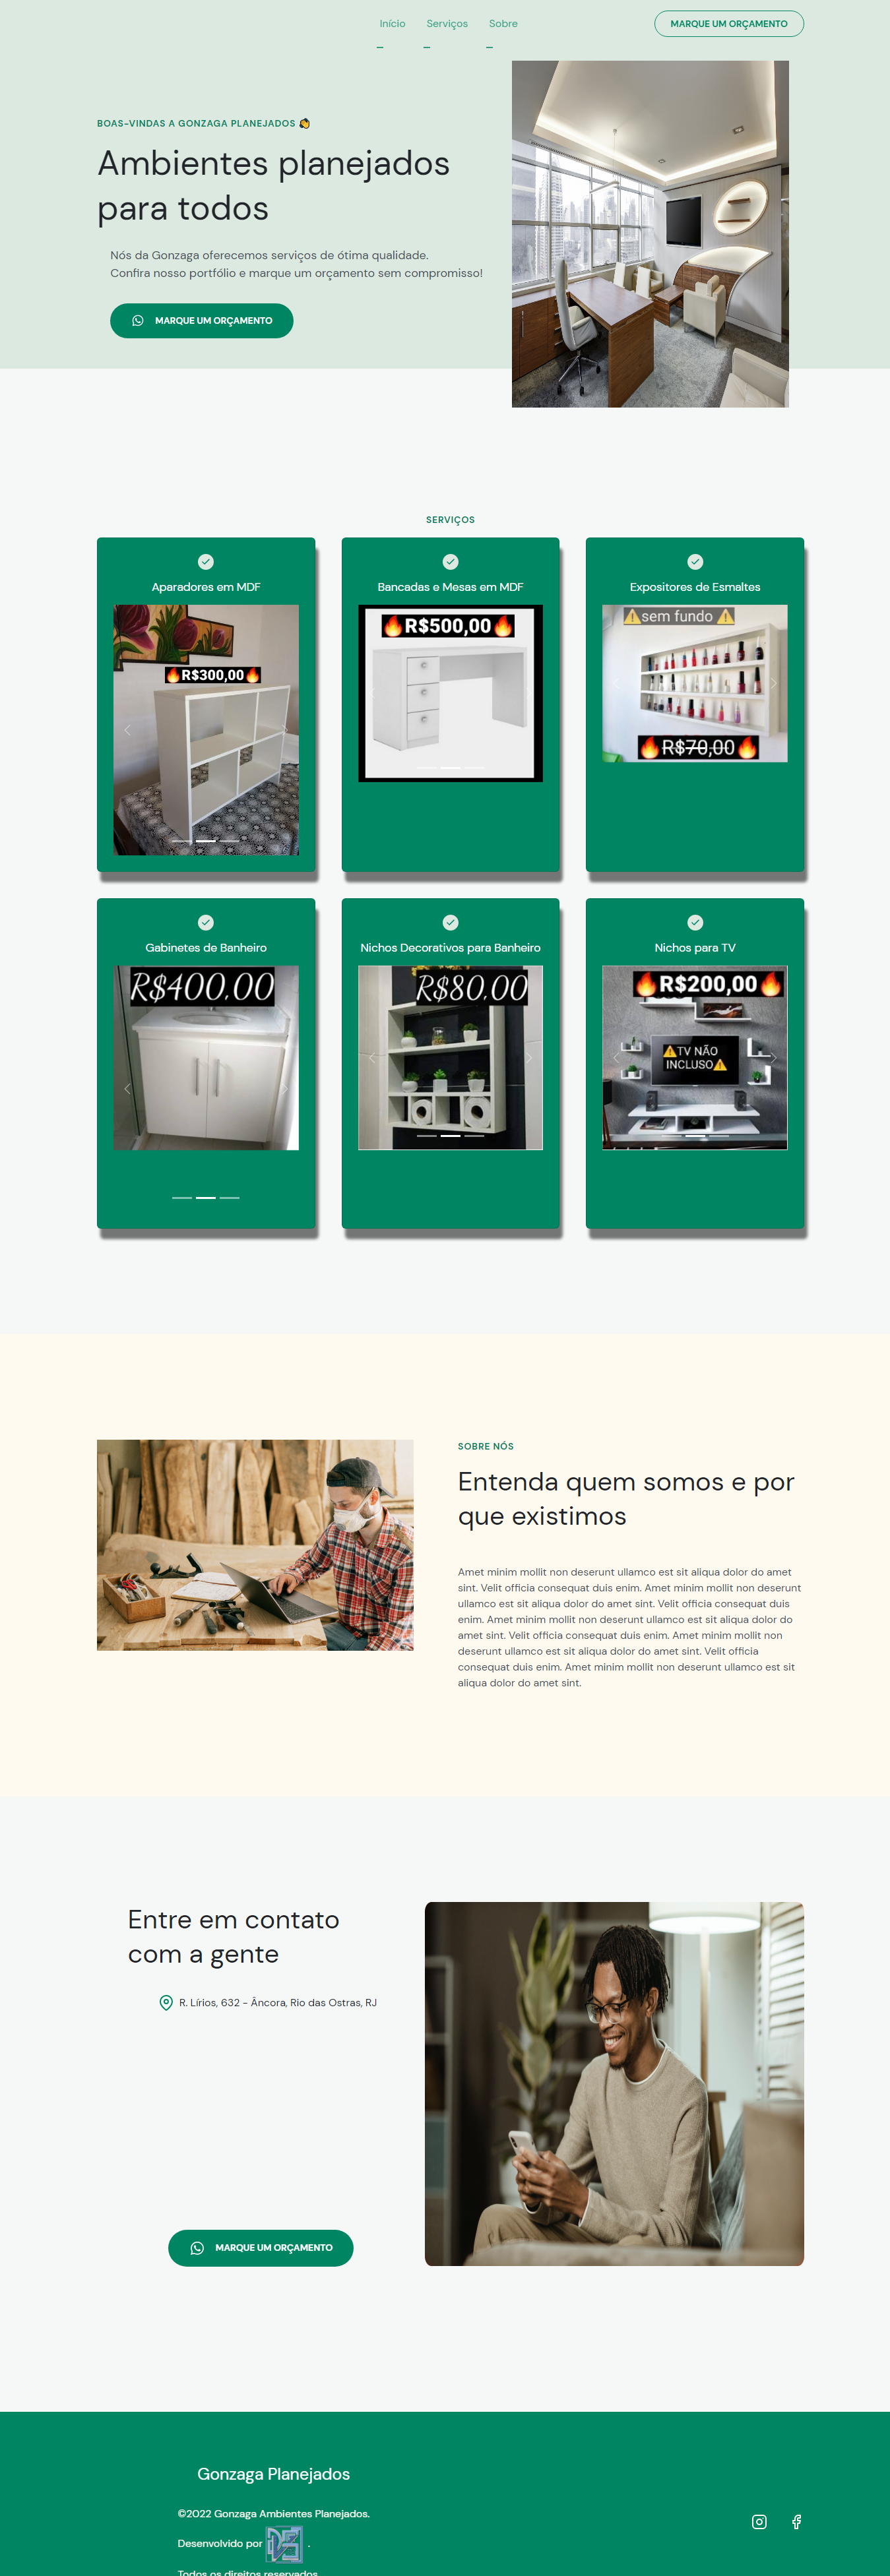 Início Serviços Sobre MARQUE UM ORÇAMENTO
BOAS-VINDAS A GONZAGA PLANEJADOS 👏
Ambientes planejados
para todos
Nós da Gonzaga oferecemos serviços de ótima qualidade.
Confira nosso portfólio e marque um orçamento sem compromisso!
MARQUE UM ORÇAMENTO
SERVIÇOS
Aparadores em MDF
🔥R$300,00🔥
Bancadas e Mesas em MDF
🔥R$500,00🔥
Expositores de Esmaltes
⚠️sem fundo ⚠️
🔥R$70,00🔥
Gabinetes de Banheiro
R$400,00
Nichos Decorativos para Banheiro
R$80,00
Nichos para TV
🔥R$200,00🔥
⚠️TV NÃO
INCLUSO⚠️
SOBRE NÓS
Entenda quem somos e por
que existimos
Amet minim mollit non deserunt ullamco est sit aliqua dolor do amet
sint. Velit officia consequat duis enim. Amet minim mollit non deserunt
ullamco est sit aliqua dolor do amet sint. Velit officia consequat duis
enim. Amet minim mollit non deserunt ullamco est sit aliqua dolor do
amet sint. Velit officia consequat duis enim. Amet minim mollit non
deserunt ullamco est sit aliqua dolor do amet sint. Velit officia
consequat duis enim. Amet minim mollit non deserunt ullamco est sit
aliqua dolor do amet sint.
Entre em contato
com a gente
R. Lírios, 632 - Âncora, Rio das Ostras, RJ
MARQUE UM ORÇAMENTO
Gonzaga Planejados
©2022 Gonzaga Ambientes Planejados.
Desenvolvido por .
Todos os direitos reservados